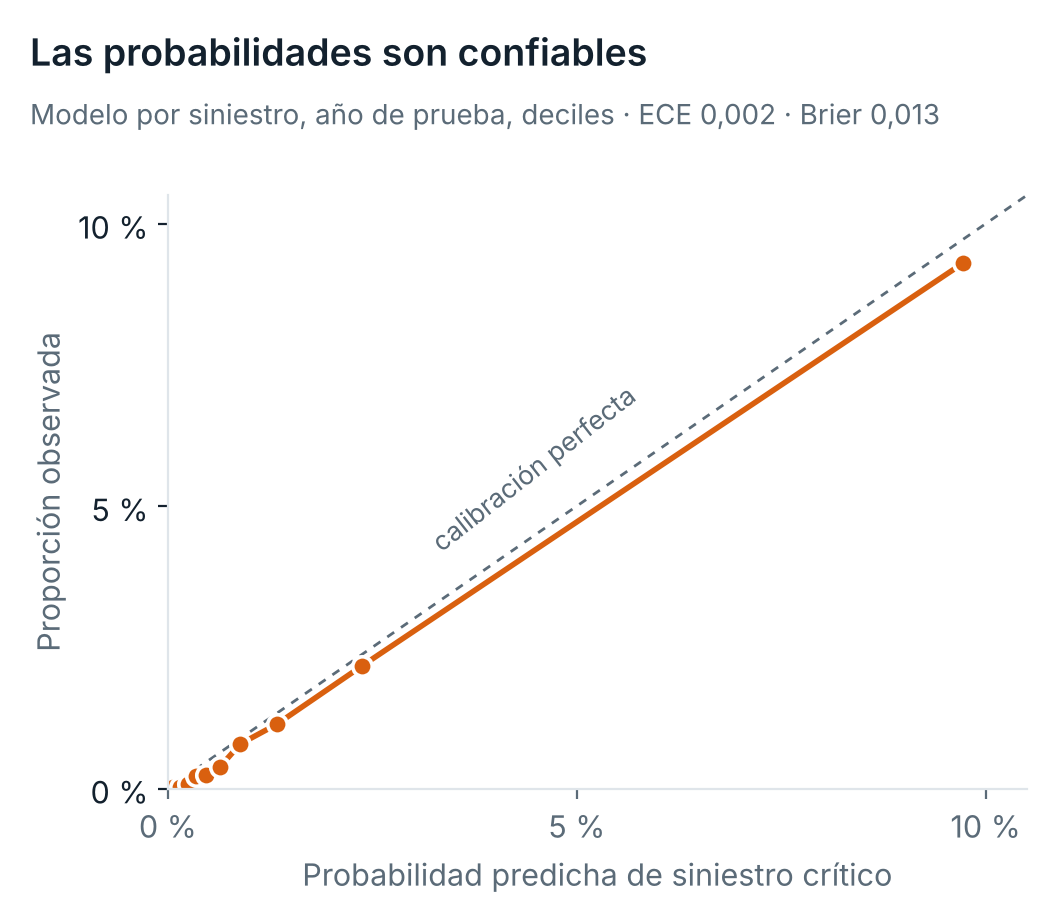 Las probabilidades son confiables
Modelo por siniestro, año de prueba, deciles · ECE 0,002 · Brier 0,013
10 %
5 %
0 %
Proporción observada
calibración perfecta
0 %
5 %
10 %
Probabilidad predicha de siniestro crítico